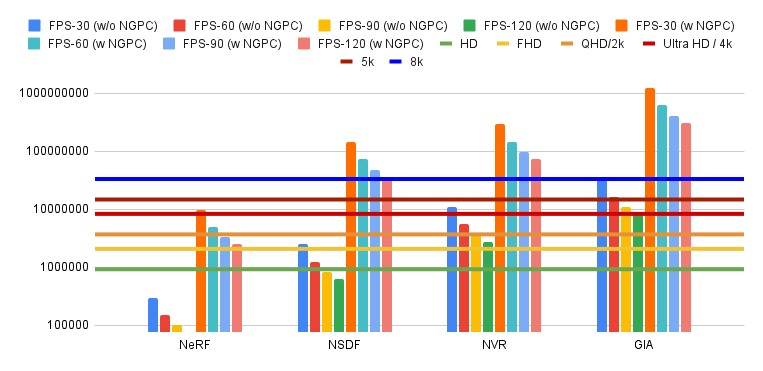 FPS-30 (w/o NGPC) FPS-60 (w/o NGPC) FPS-90 (w/o NGPC) FPS-120 (w/o NGPC) FPS-30 (w NGPC)
FPS-60 (w NGPC) FPS-90 (w NGPC) FPS-120 (w NGPC) HD FHD QHD/2k Ultra HD / 4k
5k 8k
1000000000
100000000
10000000
1000000
100000
NeRF NSDF NVR GIA